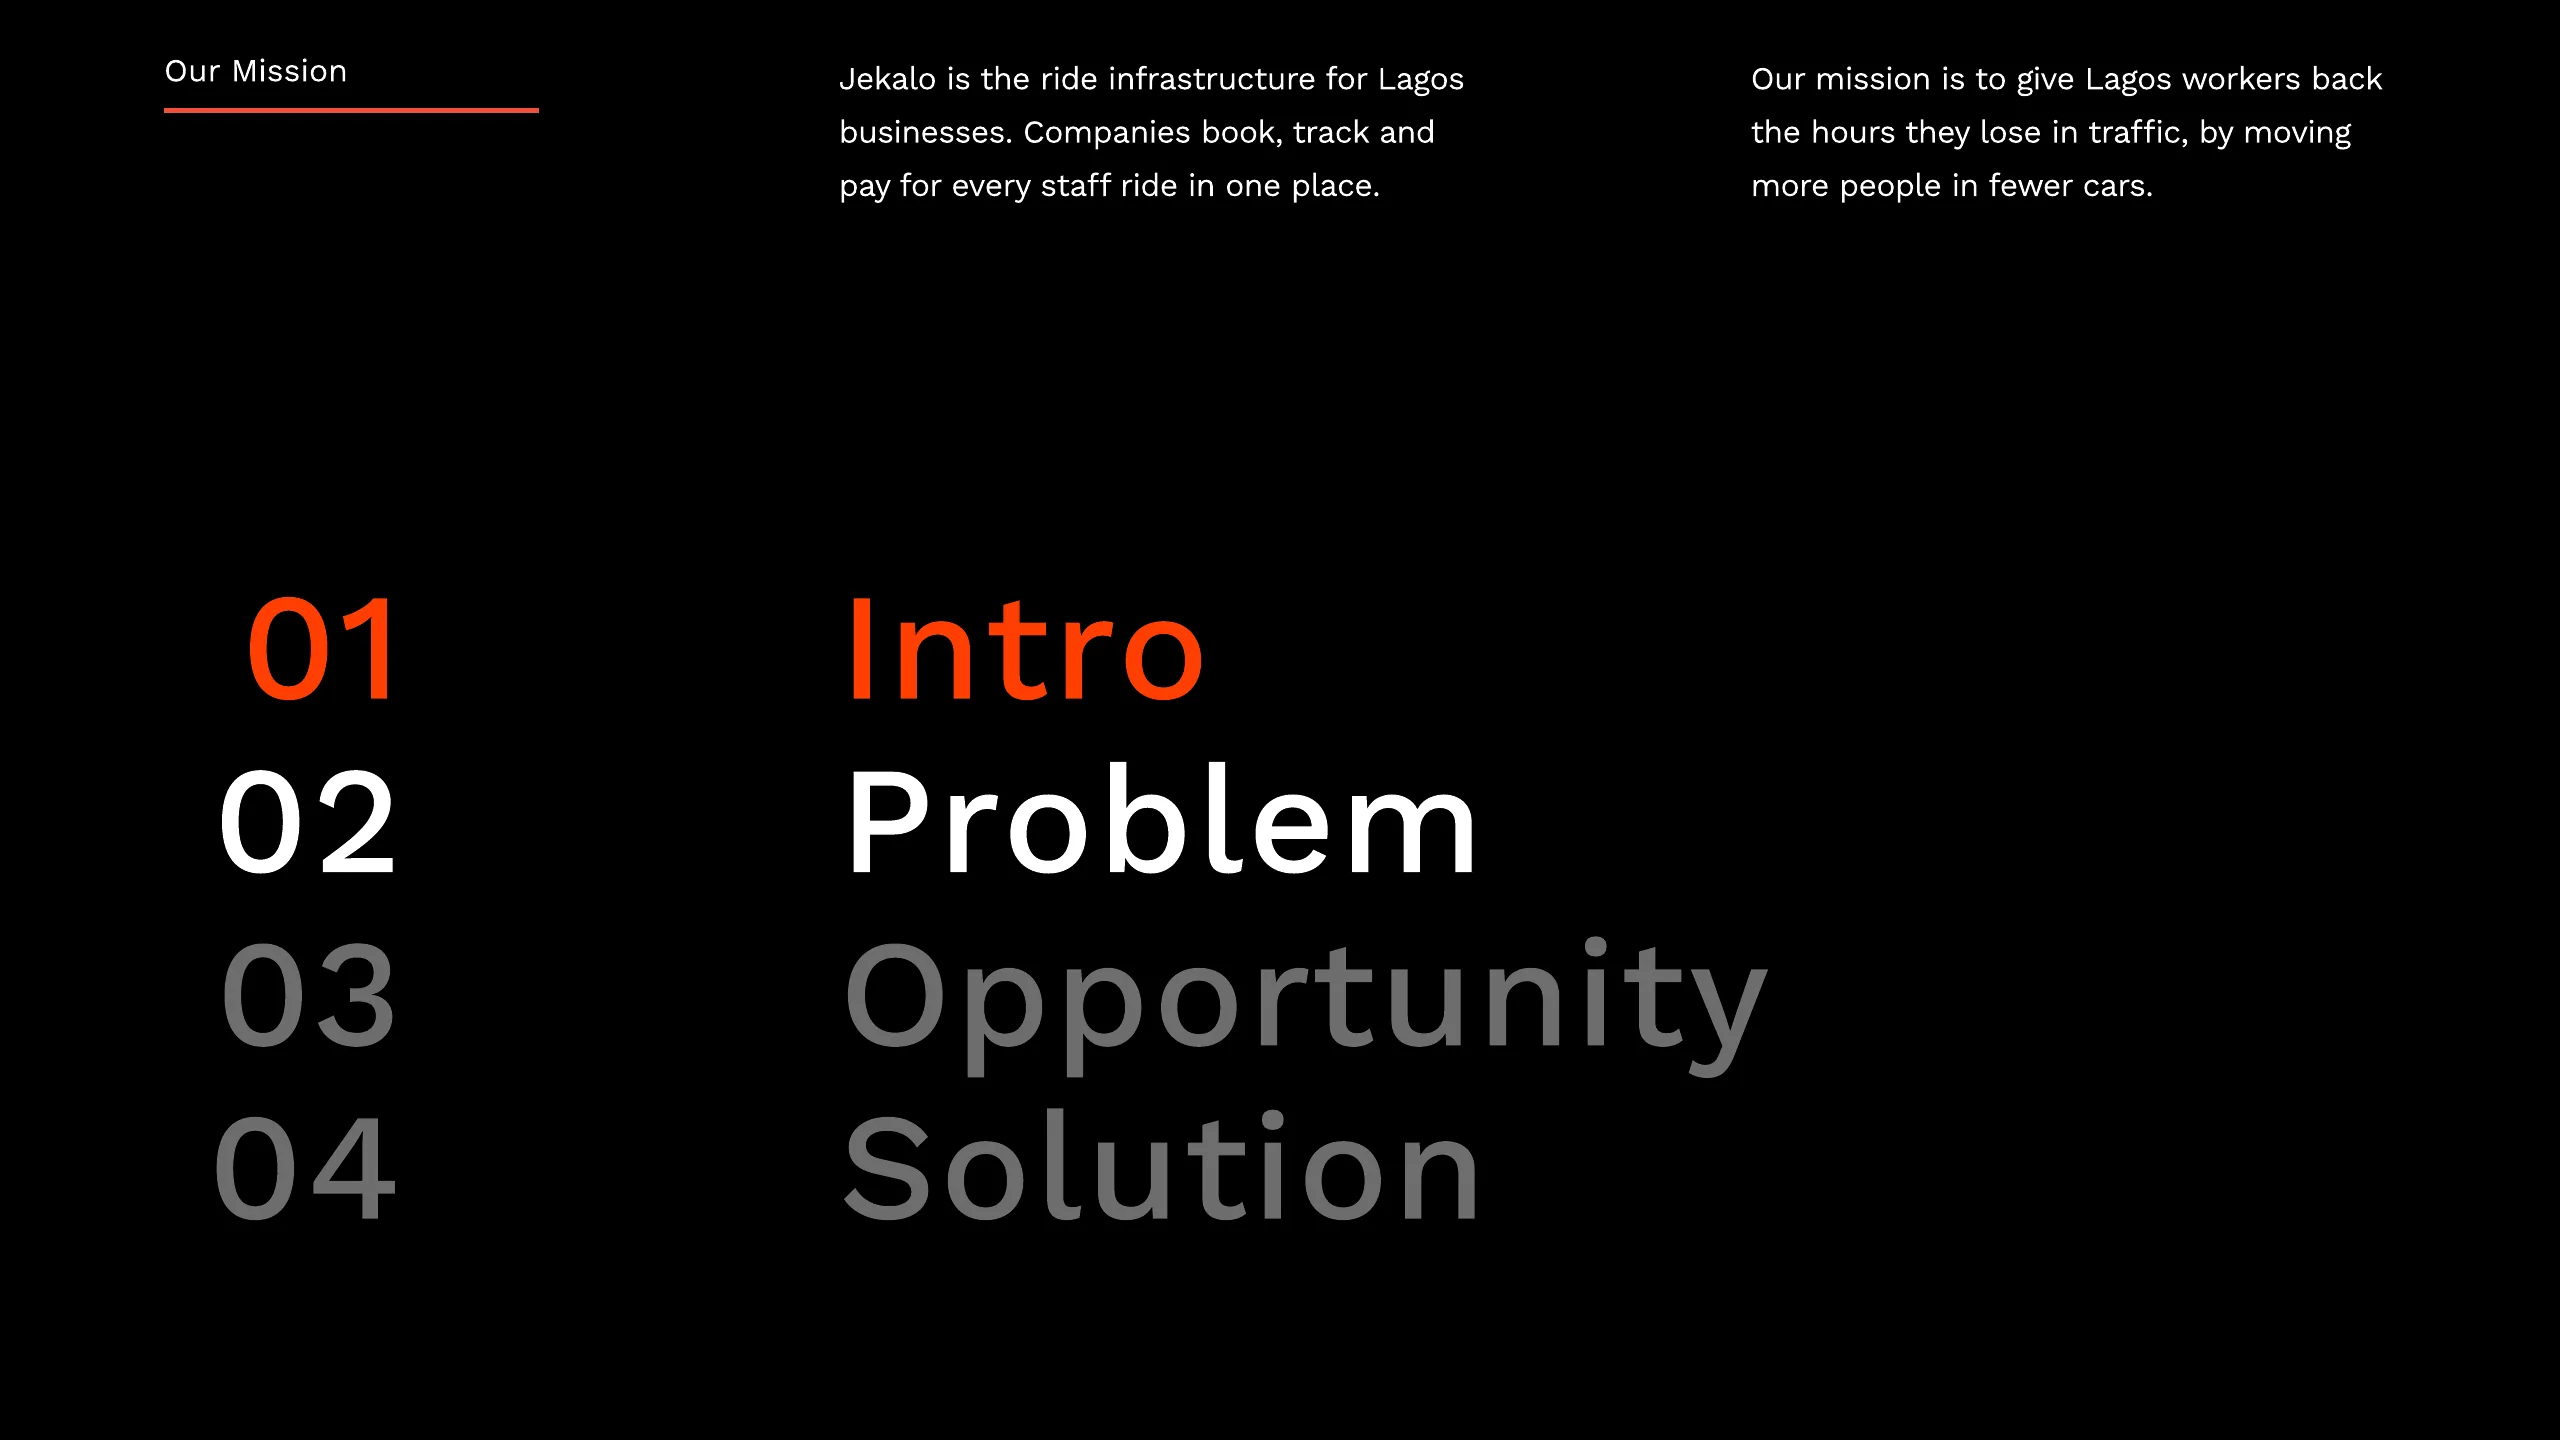 Our Mission
Jekalo is the ride infrastructure for Lagos
businesses. Companies book, track and
pay for every staff ride in one place.
Our mission is to give Lagos workers back
the hours they lose in traffic, by moving
more people in fewer cars.
01 Intro
02 Problem
03 Opportunity
04 Solution